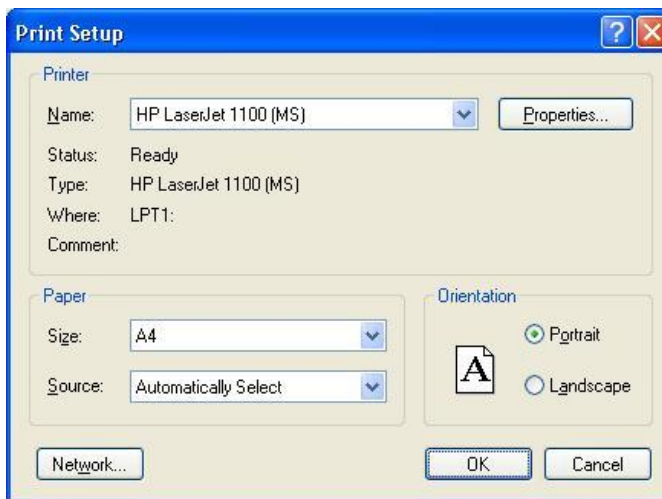 Print Setup
Printer
Name: HP LaserJet 1100 (MS) Properties...
Status: Ready
Type: HP LaserJet 1100 (MS)
Where: LPT1:
Comment:
Paper Orientation
Size: A4 Portrait
A
Source: Automatically Select Landscape
Network... OK Cancel